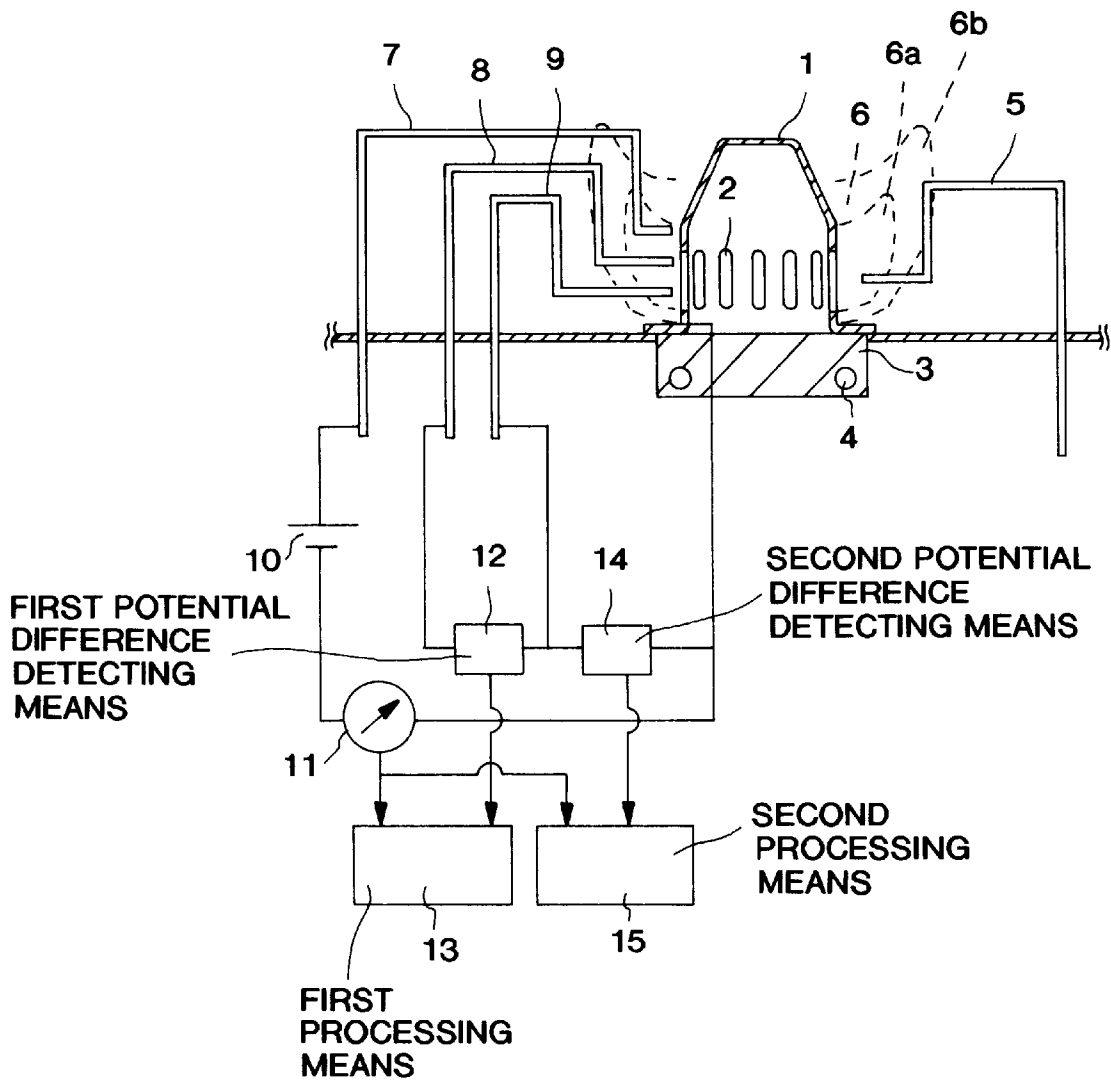 6b
7
9
6a
8
1
5
6
2
3
4
10
12
14
SECOND POTENTIAL
DIFFERENCE
DETECTING MEANS
FIRST POTENTIAL
DIFFERENCE
DETECTING
MEANS
11
SECOND
PROCESSING
MEANS
13
15
FIRST
PROCESSING
MEANS